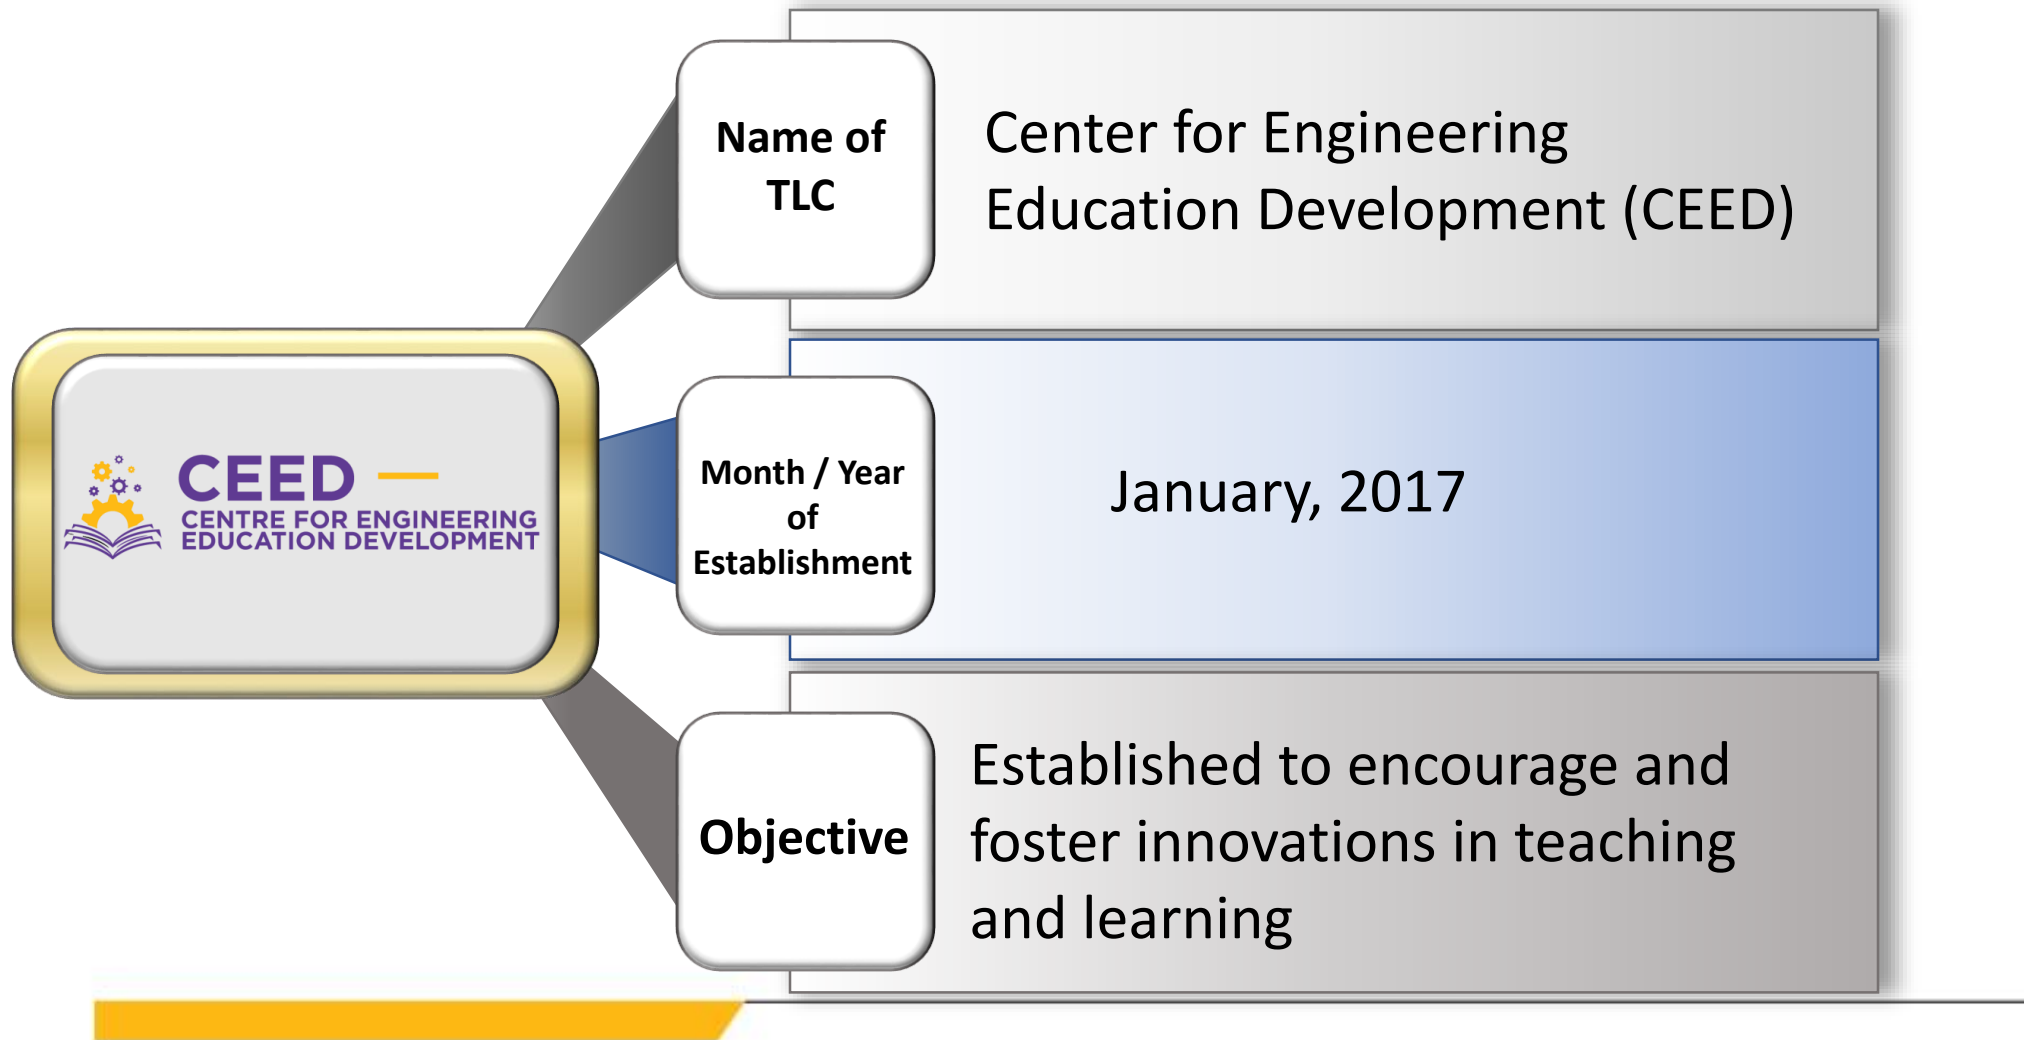 Name of
TLC
Center for Engineering
Education Development (CEED)
CEED
CENTRE FOR ENGINEERING
EDUCATION DEVELOPMENT
Month / Year
of
Establishment
January, 2017
Objective
Established to encourage and
foster innovations in teaching
and learning